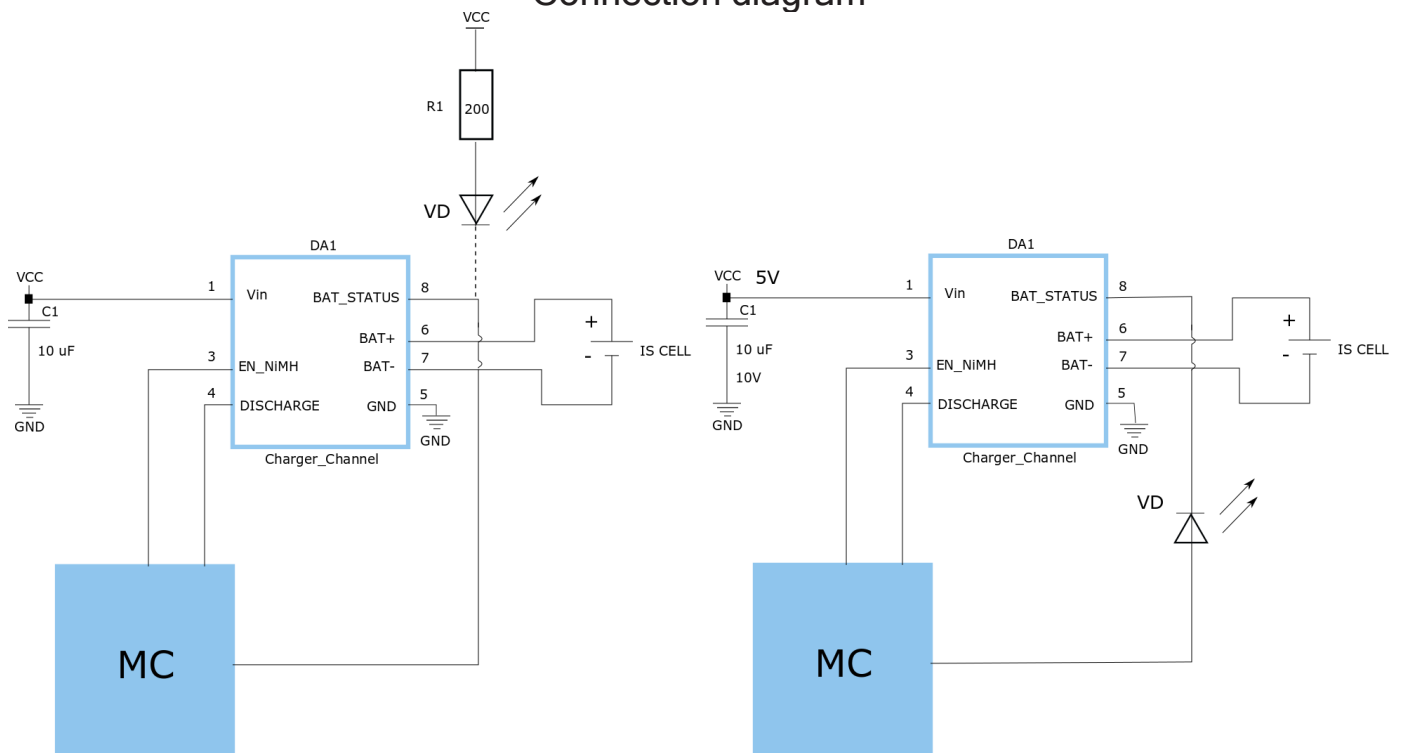 Connection diagram
VCC
R1
200
VD
DA1
VCC
1
Vin
BAT_STATUS
8
C1
10 uF
BAT+
6
+
-
IS CELL
3
EN_NiMH
BAT-
7
4
DISCHARGE
GND
5
GND
GND
Charger_Channel
MC
DA1
VCC 5V
1
Vin
BAT_STATUS
8
C1
10 uF
10V
BAT+
6
+
-
IS CELL
3
EN_NiMH
BAT-
7
4
DISCHARGE
GND
5
GND
GND
Charger_Channel
VD
MC